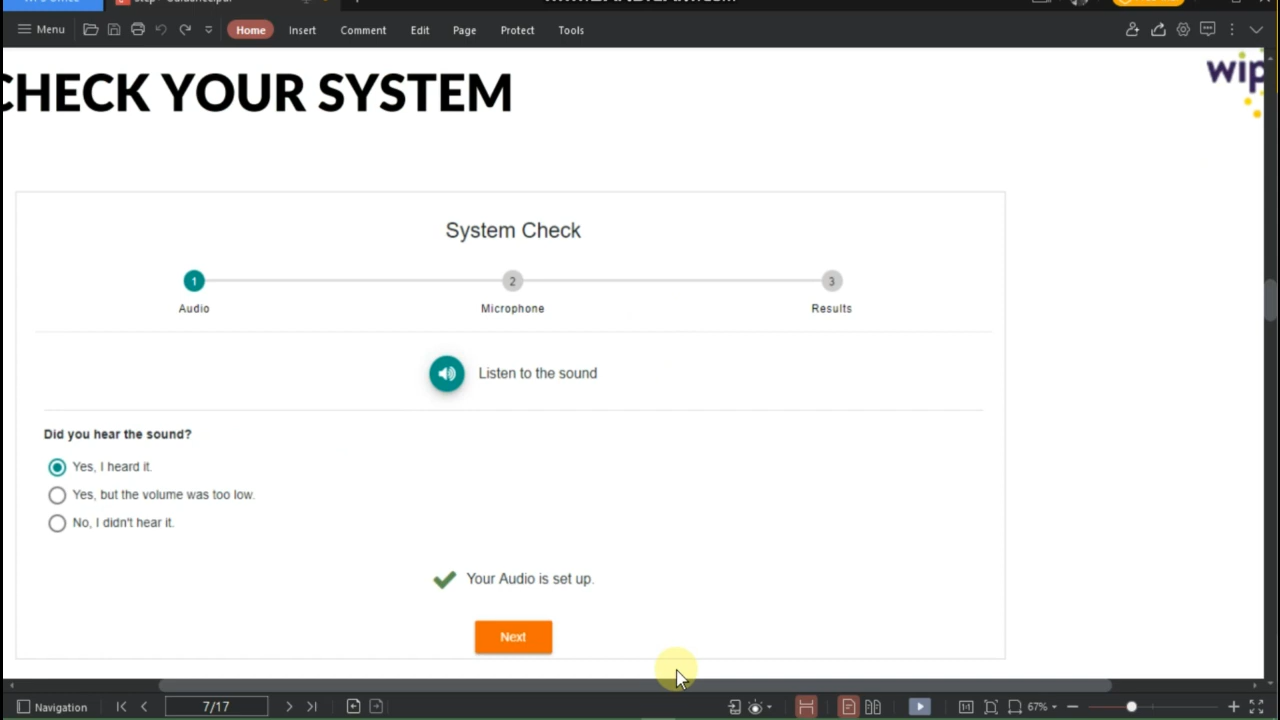 Menu
Home
Insert
Comment
Edit
Page
Protect
Tools
CHECK YOUR SYSTEM
wip
System Check
1
2
3
Audio
Microphone
Results
Listen to the sound
Did you hear the sound?
Yes, I heard it.
Yes, but the volume was too low.
No, I didn't hear it.
Your Audio is set up.
Next
Navigation
7/17
67%